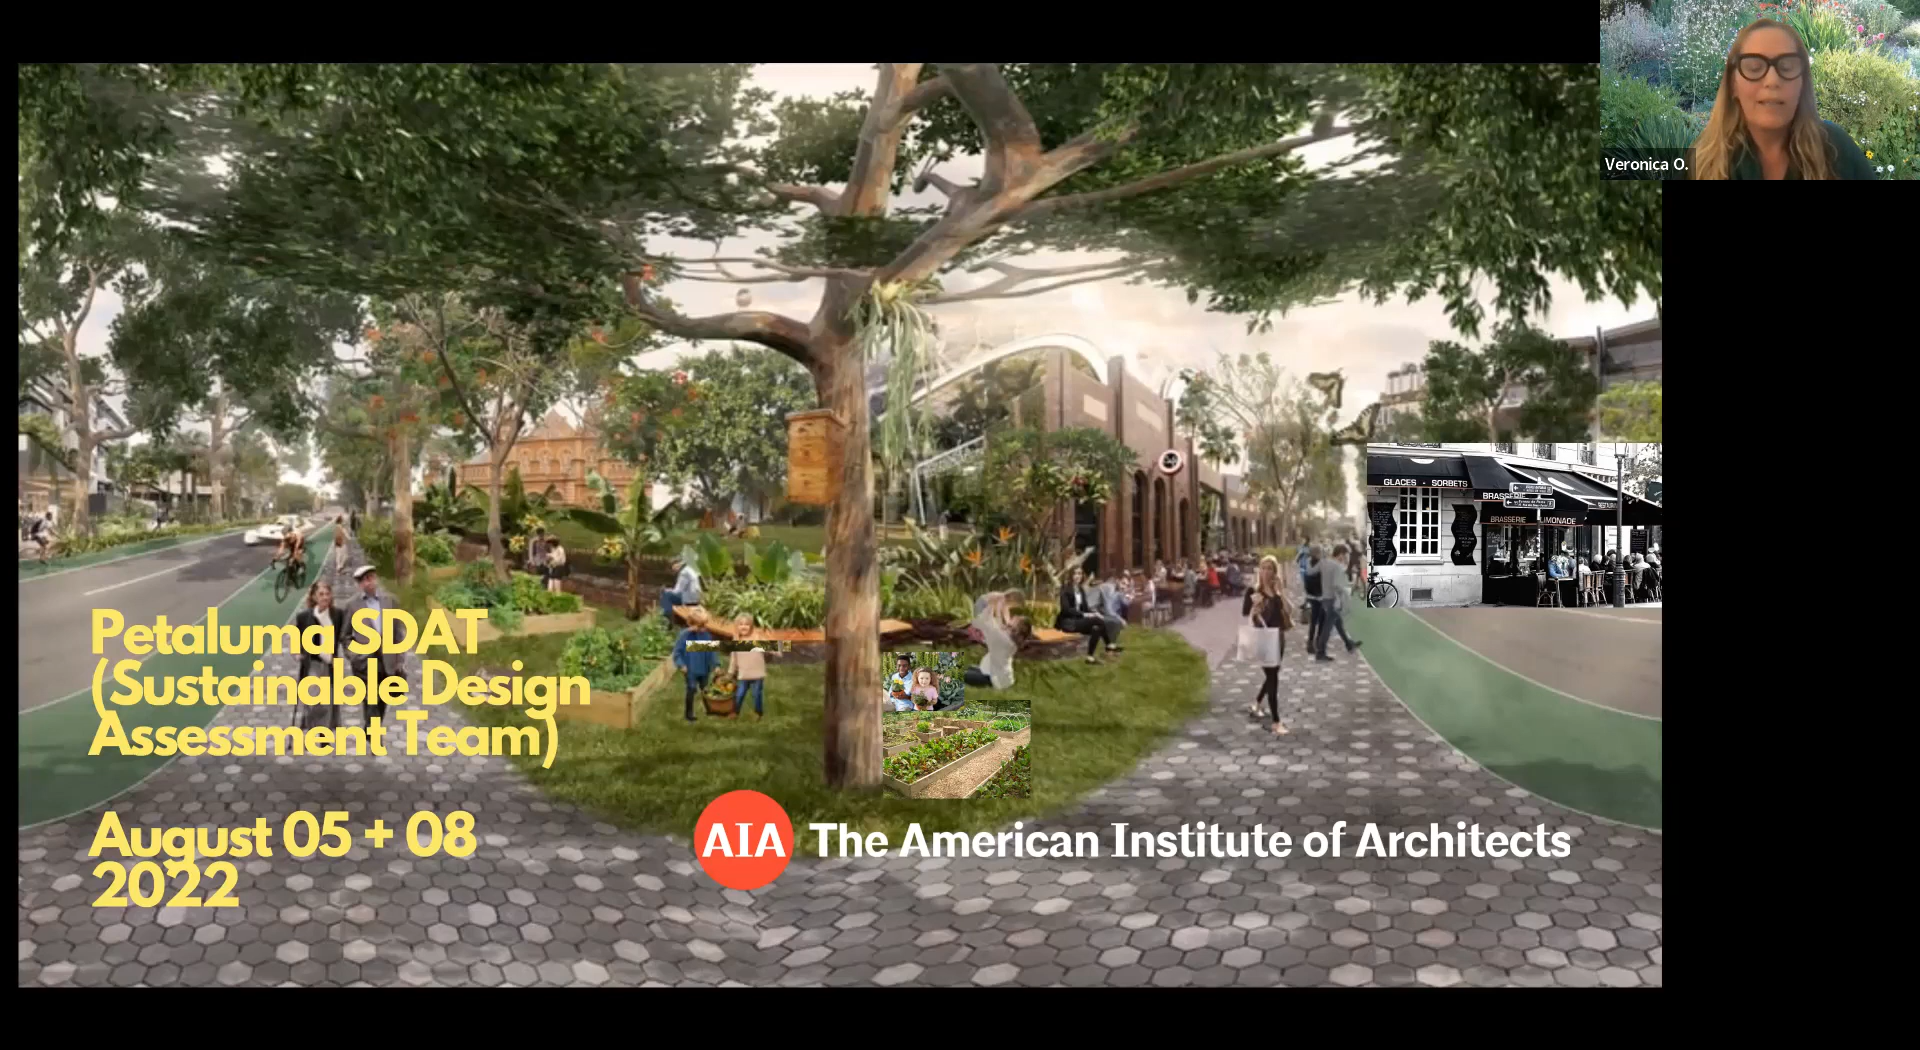 Veronica O.
GLACES - SORBETS
BRASSERIE
BRASSERIE LIMONADE
Petaluma SDAT
(Sustainable Design
Assessment Team)
August 05 + 08
2022
AIA The American Institute of Architects